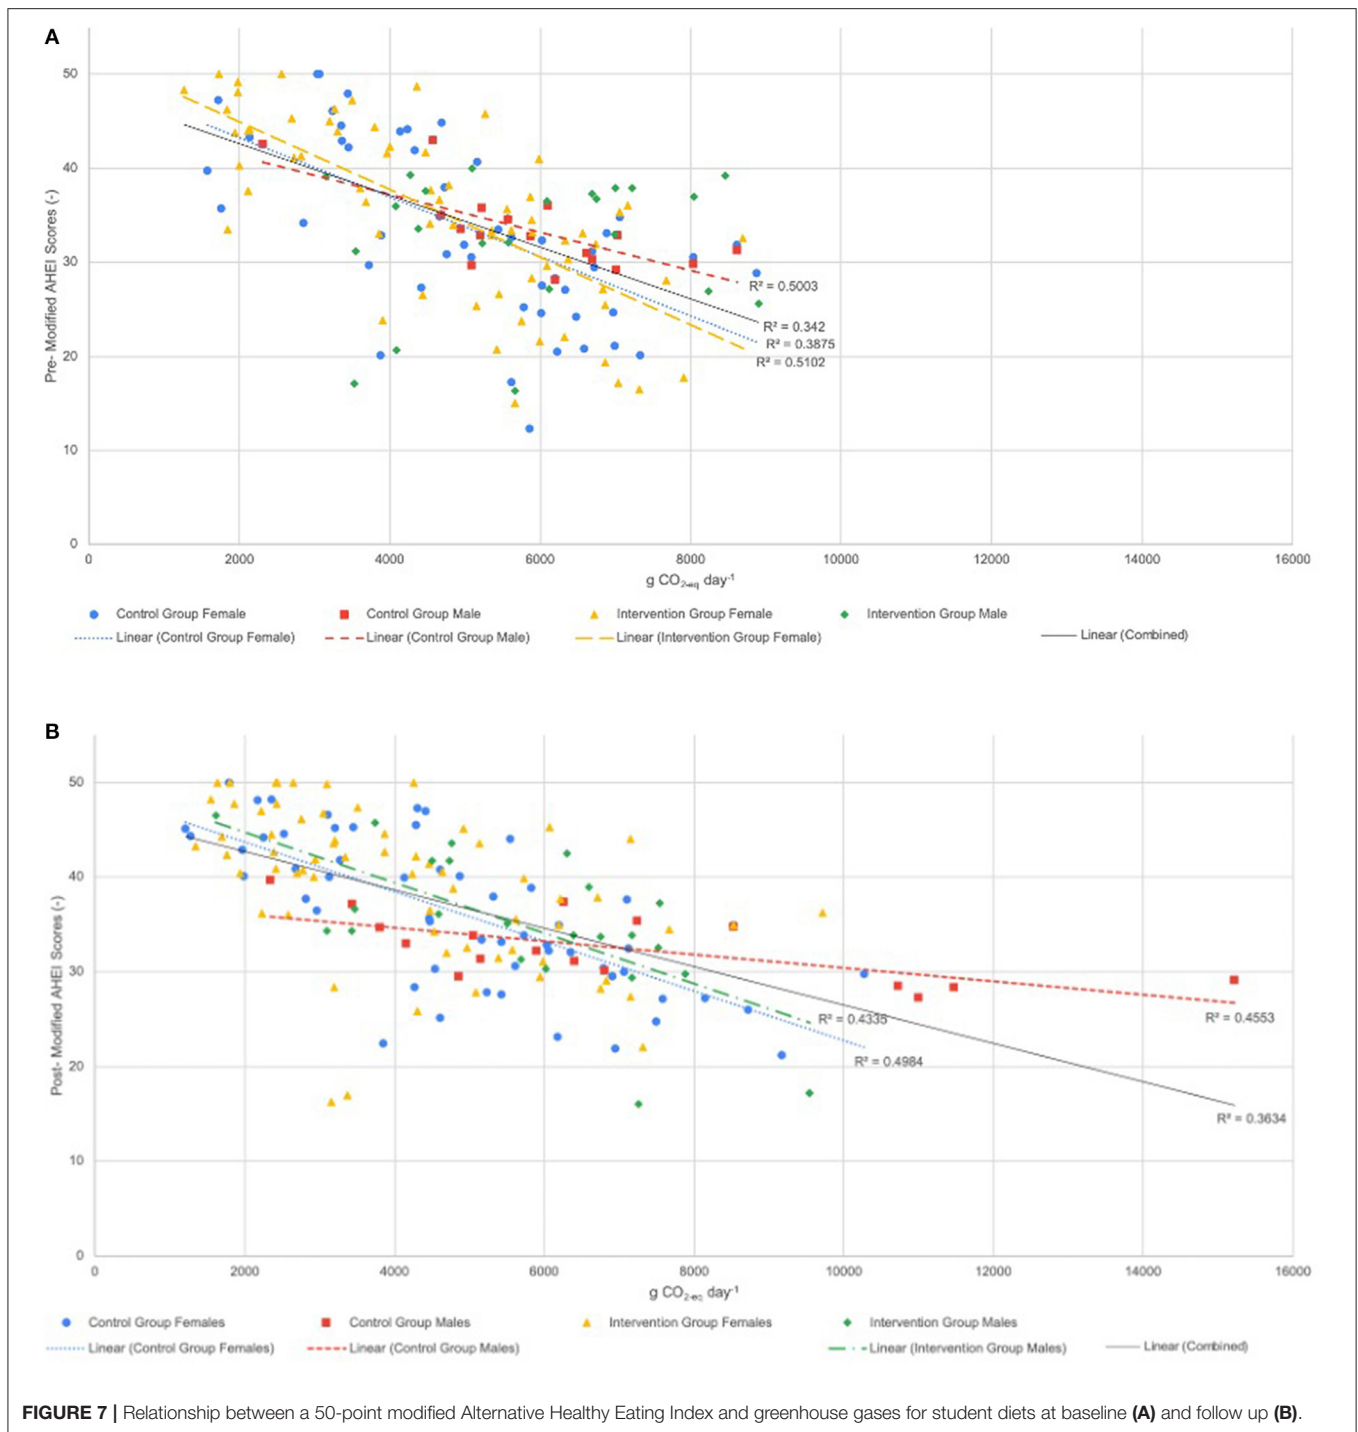 A
50
40
30
20
10
0
Pre- Modified AHEI Scores (-)
R² = 0.5003
R² = 0.342
R² = 0.3875
R² = 0.5102
0 2000 4000 6000 8000 10000 12000 14000 16000
g CO2-eq day-1
Control Group Female Control Group Male Intervention Group Female Intervention Group Male
Linear (Control Group Female) Linear (Control Group Male) Linear (Intervention Group Female) Linear (Combined)
B
50
40
30
20
10
0
Post- Modified AHEI Scores (-)
R² = 0.4335
R² = 0.4553
R² = 0.4984
R² = 0.3634
0 2000 4000 6000 8000 10000 12000 14000 16000
g CO2-eq day-1
Control Group Females Control Group Males Intervention Group Females Intervention Group Males
Linear (Control Group Females) Linear (Control Group Males) Linear (Intervention Group Males) Linear (Combined)
FIGURE 7 | Relationship between a 50-point modified Alternative Healthy Eating Index and greenhouse gases for student diets at baseline (A) and follow up (B).